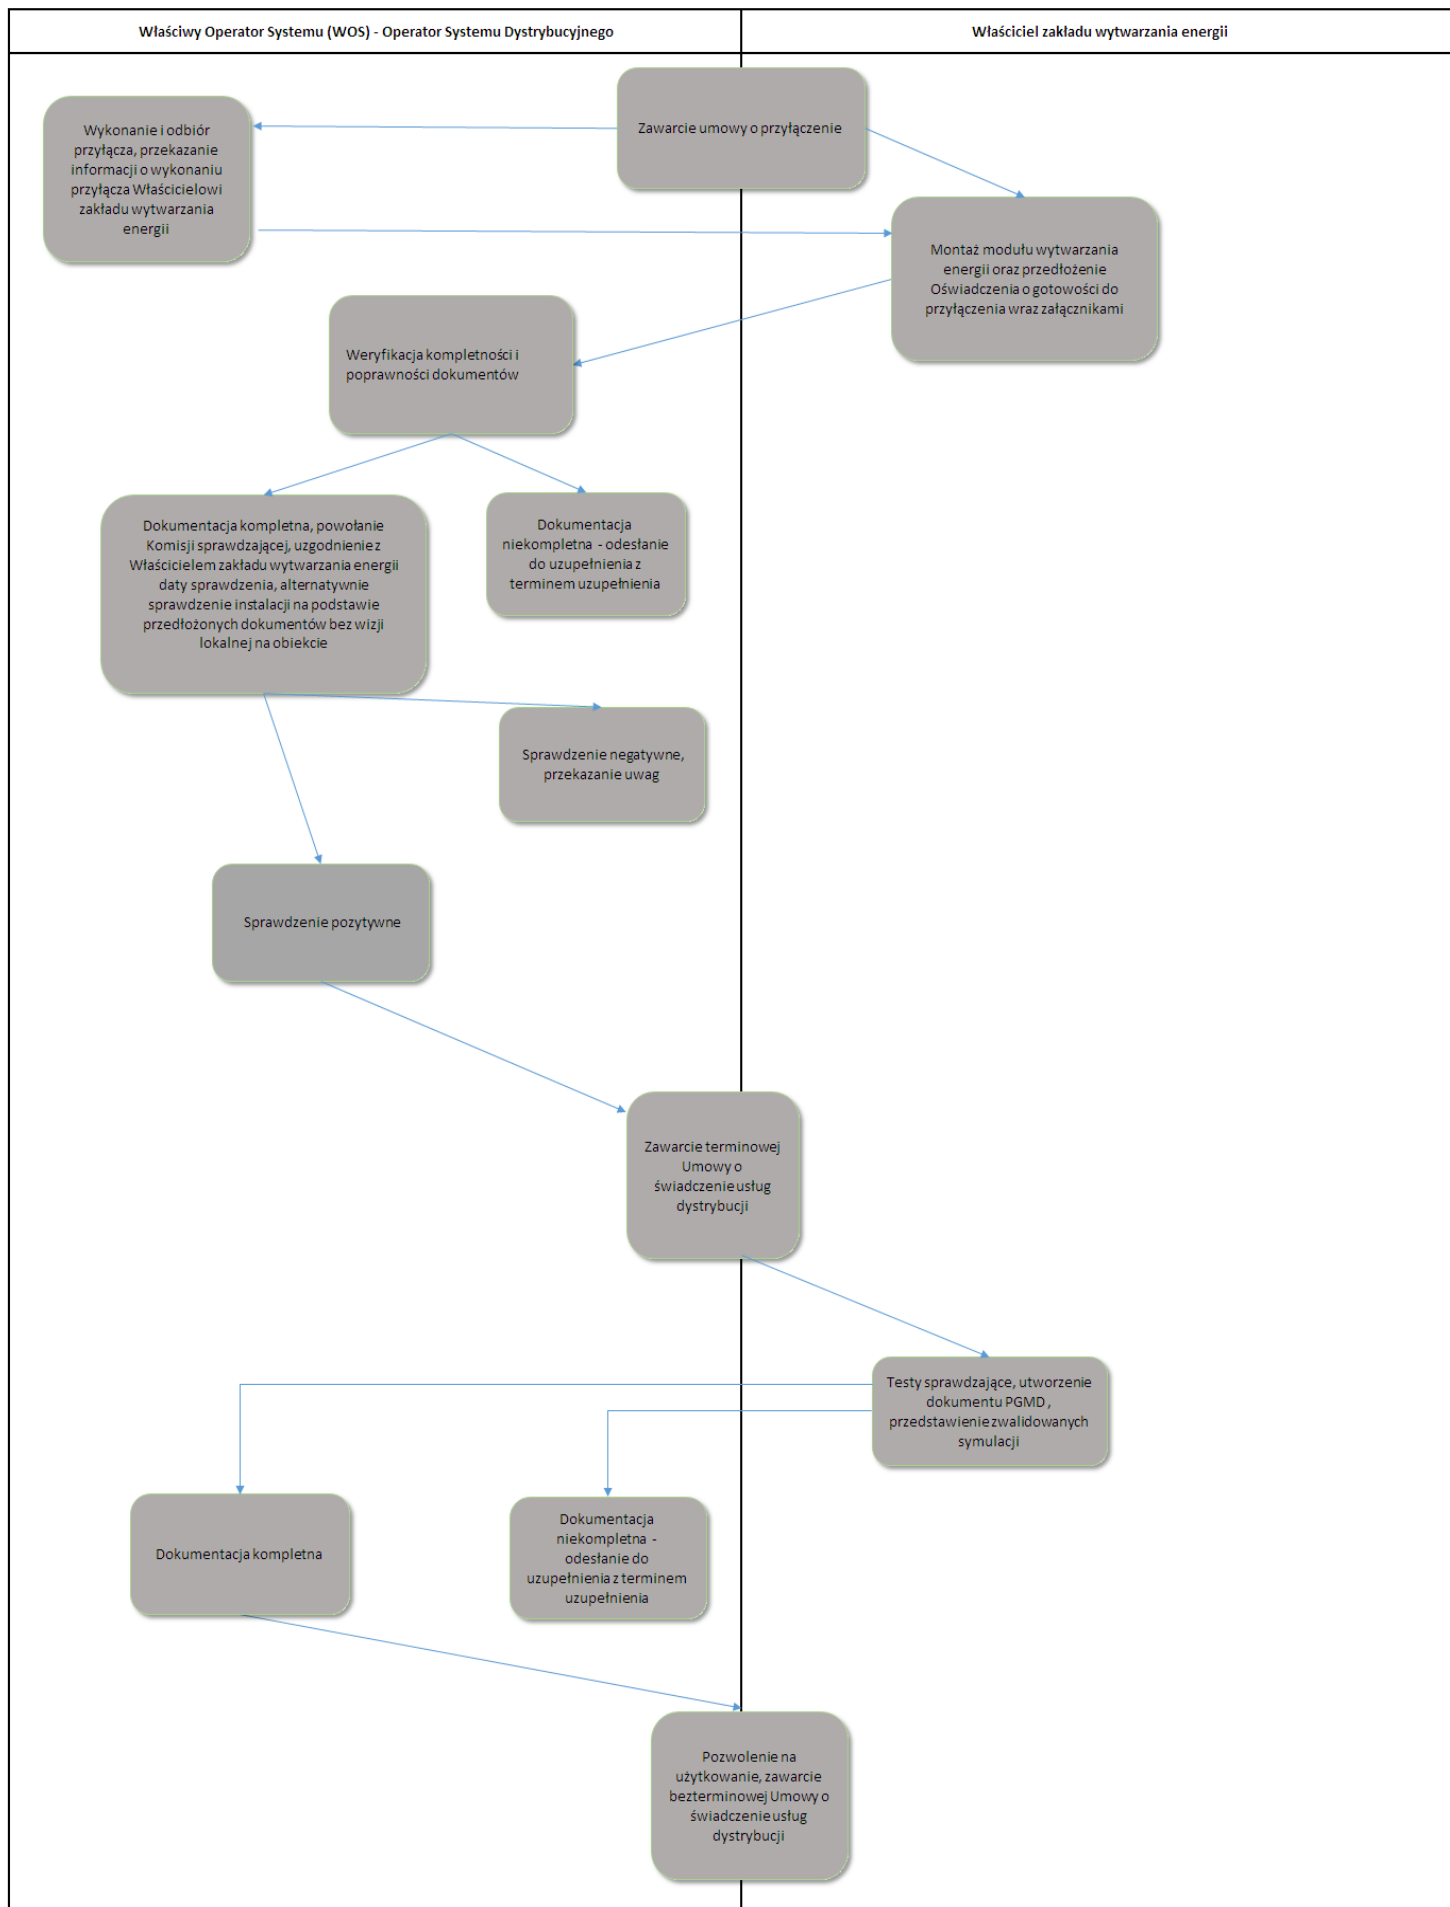 Właściwy Operator Systemu (WOS) - Operator Systemu Dystrybucyjnego
Właściciel zakładu wytwarzania energii
Zawarcie umowy o przyłączenie
Wykonanie i odbiór
przyłącza, przekazanie
informacji o wykonaniu
przyłącza Właścicielowi
zakładu wytwarzania
energii
Montaż modułu wytwarzania
energii oraz przedłożenie
Oświadczenia o gotowości do
przyłączenia wraz załącznikami
Weryfikacja kompletności i
poprawności dokumentów
Dokumentacja kompletna, powołanie
Komisji sprawdzającej, uzgodnienie z
Właścicielem zakładu wytwarzania energii
daty sprawdzenia, alternatywnie
sprawdzenie instalacji na podstawie
przedłożonych dokumentów bez wizji
lokalnej na obiekcie
Dokumentacja
niekompletna - odesłanie
do uzupełnienia z
terminem uzupełnienia
Sprawdzenie negatywne,
przekazanie uwag
Sprawdzenie pozytywne
Zawarcie terminowej
Umowy o
świadczenie usług
dystrybucji
Testy sprawdzające, utworzenie
dokumentu PGMD ,
przedstawienie zwalidowanych
symulacji
Dokumentacja kompletna
Dokumentacja
niekompletna -
odesłanie do
uzupełnienia z terminem
uzupełnienia
Pozwolenie na
użytkowanie, zawarcie
bezterminowej Umowy o
świadczenie usług
dystrybucji